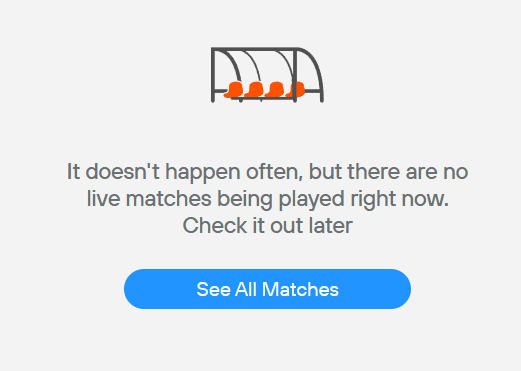 It doesn't happen often, but there are no
live matches being played right now.
Check it out later
See All Matches